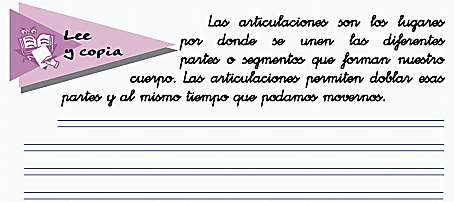 Lee
y copia
Las articulaciones son los lugares
por donde se unen las diferentes
partes o segmentos que forman nuestro
cuerpo. Las articulaciones permiten doblar esas
partes y al mismo tiempo que podamos movernos.